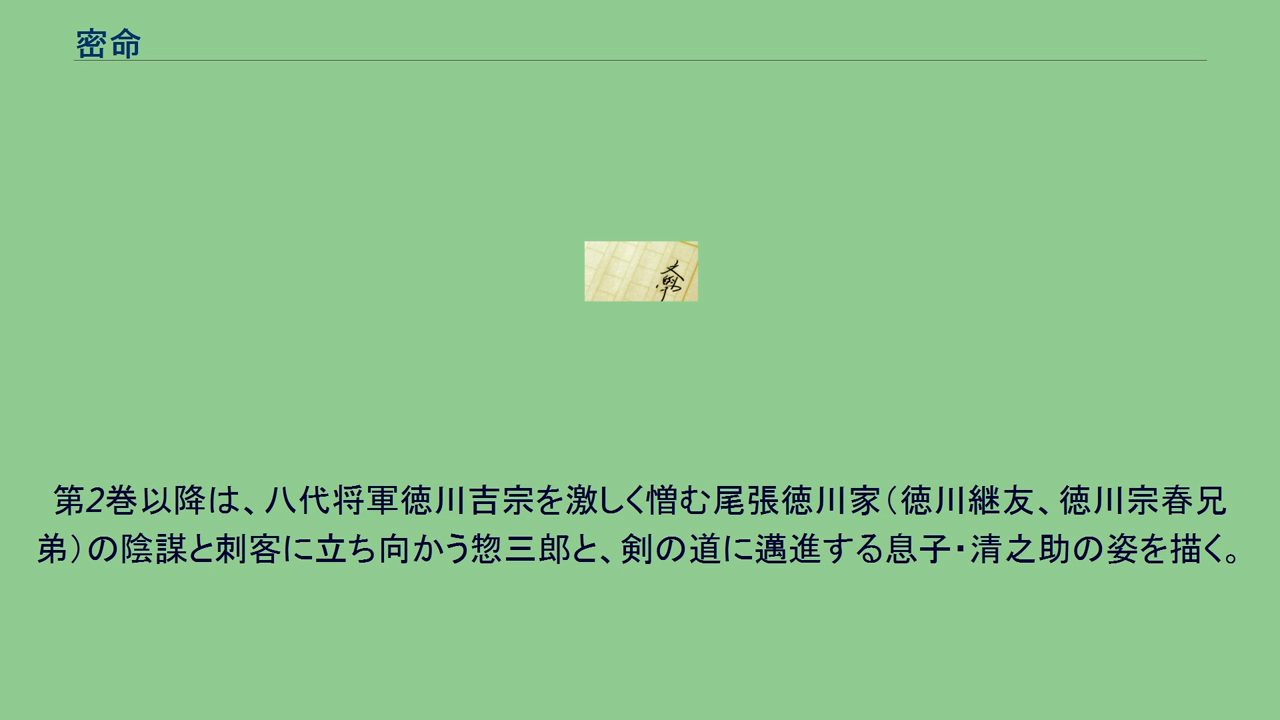 密命
第2巻以降は、八代将軍徳川吉宗を激しく憎む尾張徳川家（徳川継友、徳川宗春兄
弟）の陰謀と刺客に立ち向かう惣三郎と、剣の道に邁進する息子・清之助の姿を描く。